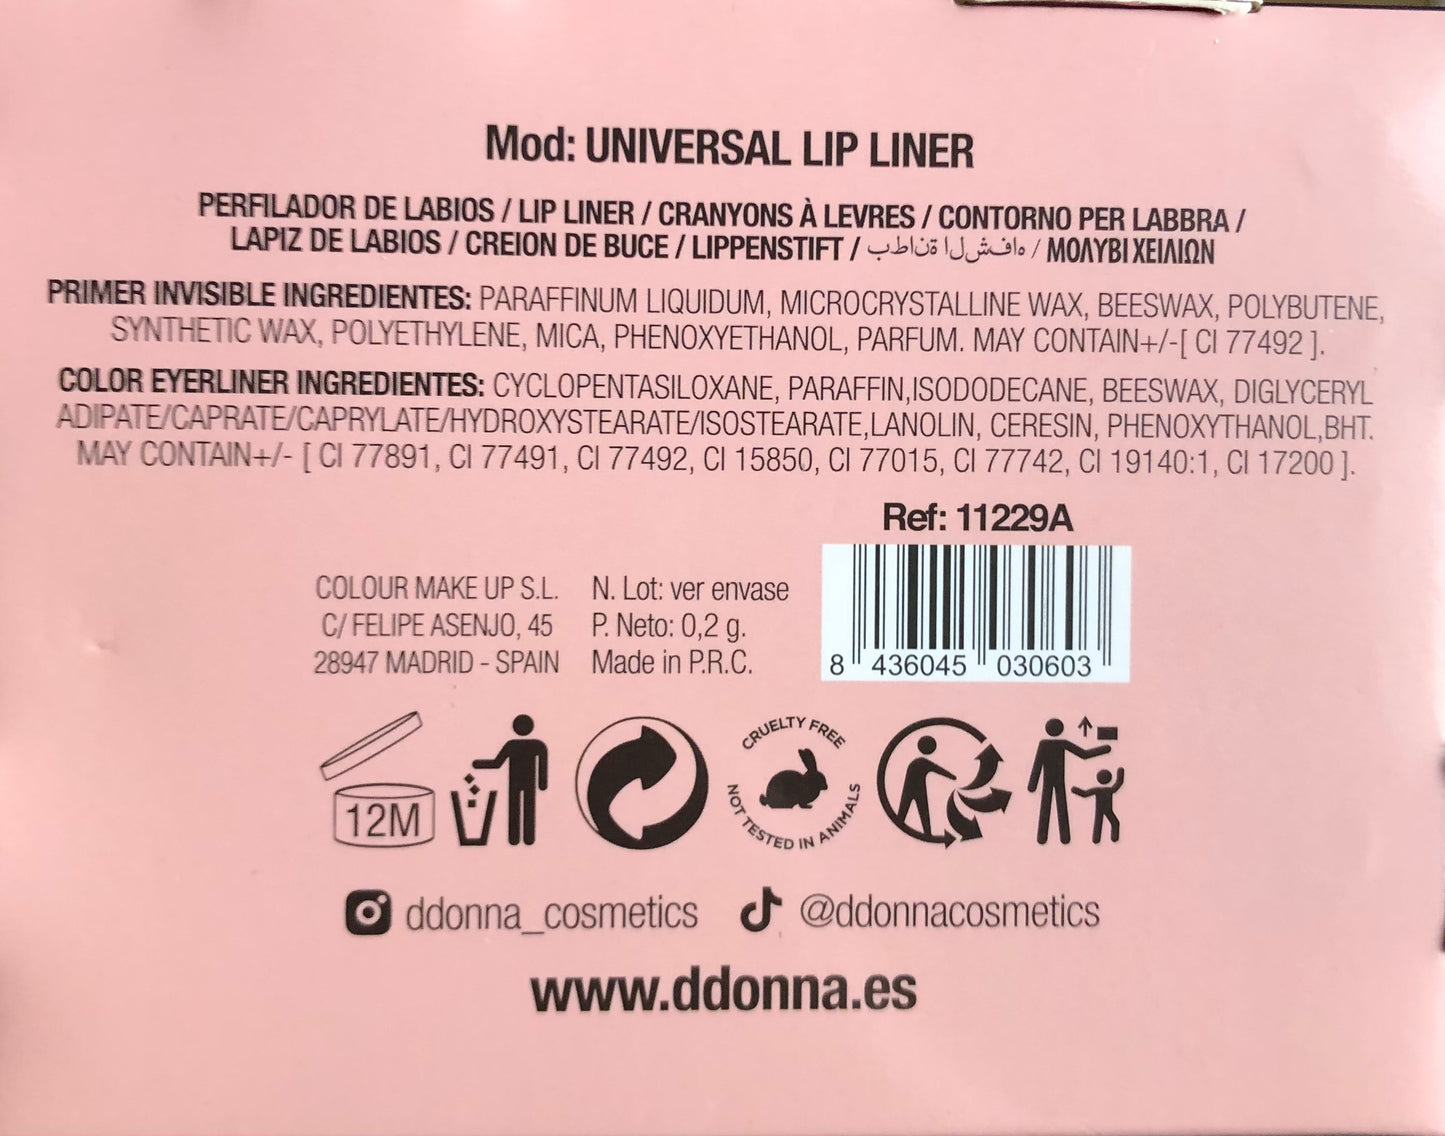 Mod: UNIVERSAL LIP LINER
PERFILADOR DE LABIOS / LIP LINER / CRANYONS À LEVRES / CONTORNO PER LABBRA /
LAPIZ DE LABIOS / CREION DE BUCE / LIPPENSTIFT / بطانة الشفاه / ΜΟΛΥΒΙ ΧΕΙΛΙΩΝ
PRIMER INVISIBLE INGREDIENTES: PARAFFINUM LIQUIDUM, MICROCRYSTALLINE WAX, BEESWAX, POLYBUTENE,
SYNTHETIC WAX, POLYETHYLENE, MICA, PHENOXYETHANOL, PARFUM. MAY CONTAIN+/-[ CI 77492 ].
COLOR EYERLINER INGREDIENTES: CYCLOPENTASILOXANE, PARAFFIN,ISODODECANE, BEESWAX, DIGLYCERYL
ADIPATE/CAPRATE/CAPRYLATE/HYDROXYSTEARATE/ISOSTEARATE,LANOLIN, CERESIN, PHENOXYTHANOL,BHT.
MAY CONTAIN+/- [ CI 77891, CI 77491, CI 77492, CI 15850, CI 77015, CI 77742, CI 19140:1, CI 17200 ].
Ref: 11229A
COLOUR MAKE UP S.L.
C/ FELIPE ASENJO, 45
28947 MADRID - SPAIN
N. Lot: ver envase
P. Neto: 0,2 g.
Made in P.R.C.
8 436045 030603
12M
CRUELTY FREE
NOT TESTED IN ANIMALS
ddonna_cosmetics
@ddonnacosmetics
www.ddonna.es